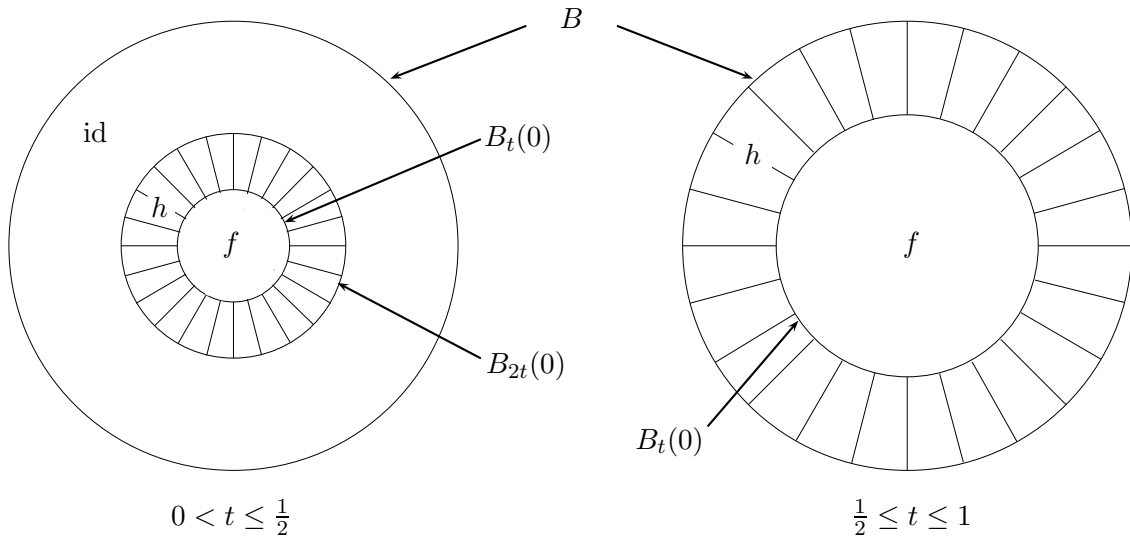 B
id
B_t(0)
h
h
f
f
B_{2t}(0)
B_t(0)
0 < t ≤ 1/2
1/2 ≤ t ≤ 1